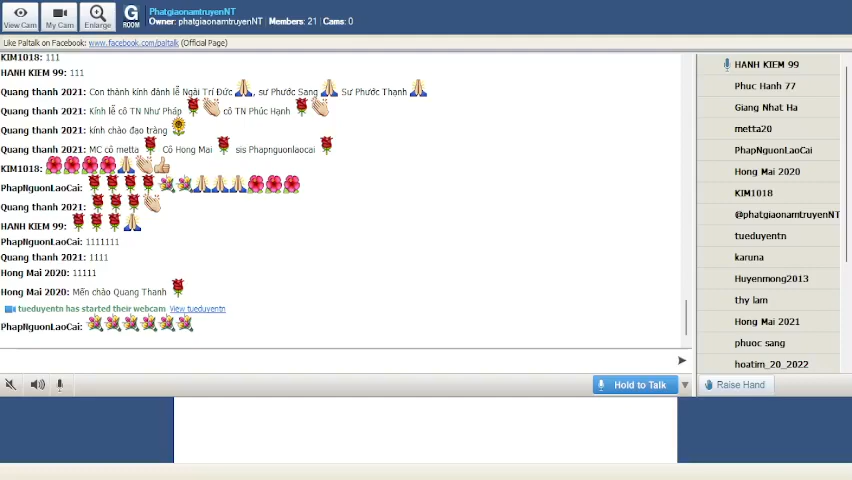 View Cam
My Cam
Enlarge
G
ROOM
PhatgiaonamtruyenNT
Owner: phatgiaonamtruyenNT Members: 21 Cams: 0
Like Paltalk on Facebook: www.facebook.com/paltalk (Official Page)
KIM1018: 111
HANH KIEM 99: 111
Quang thanh 2021: Con thành kính đảnh lễ Ngài Trí Đức , sư Phước Sang Sư Phước Thạnh
Quang thanh 2021: Kính lễ cô TN Như Pháp cô TN Phúc Hạnh
Quang thanh 2021: kính chào đạo tràng
Quang thanh 2021: MC cô metta Cô Hong Mai sis Phapnguonlaocai
KIM1018:
PhapNguonLaoCai:
Quang thanh 2021:
HANH KIEM 99:
PhapNguonLaoCai: 1111111
Quang thanh 2021: 1111
Hong Mai 2020: 11111
Hong Mai 2020: Mến chào Quang Thanh
tueduyentn has started their webcam View tueduyentn
PhapNguonLaoCai:
Hold to Talk
HANH KIEM 99
Phuc Hanh 77
Giang Nhat Ha
metta20
PhapNguonLaoCai
Hong Mai 2020
KIM1018
@phatgiaonamtruyenNT
tueduyentn
karuna
Huyenmong2013
thy lam
Hong Mai 2021
phuoc sang
hoatim_20_2022
Raise Hand